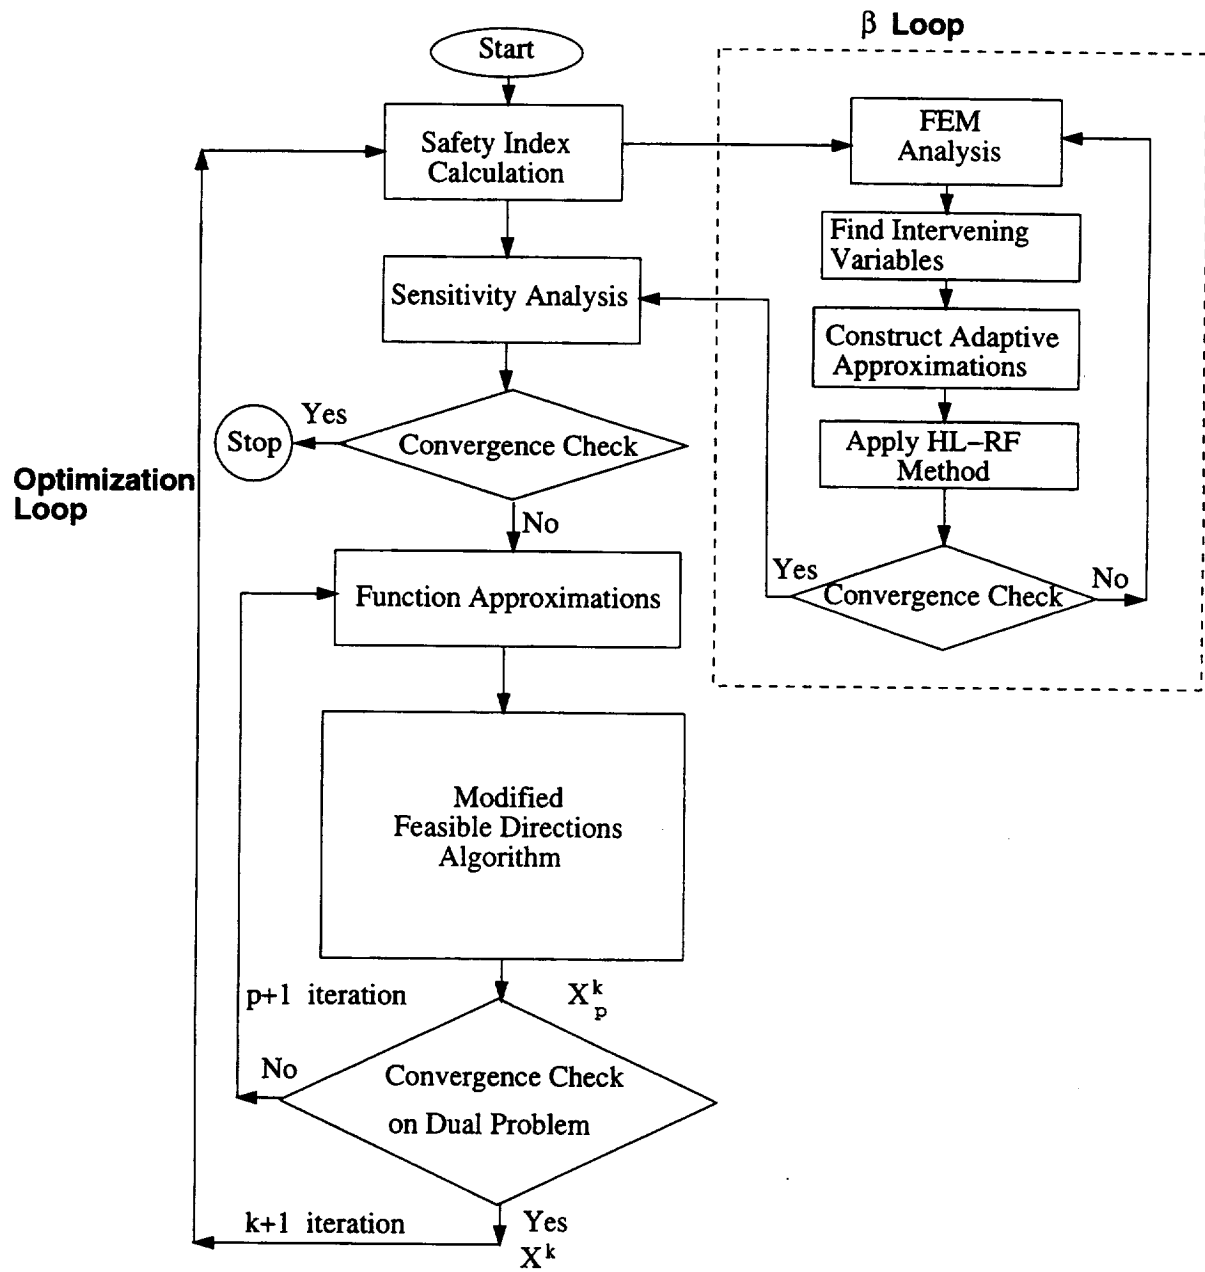 β Loop
Start
Safety Index
Calculation
FEM
Analysis
Find Intervening
Variables
Sensitivity Analysis
Construct Adaptive
Approximations
Yes
Stop
Convergence Check
Apply HL-RF
Method
Optimization
Loop
No
Yes
Convergence Check
No
Function Approximations
Modified
Feasible Directions
Algorithm
p+1 iteration
X^k_p
No
Convergence Check
on Dual Problem
k+1 iteration
Yes
X^k